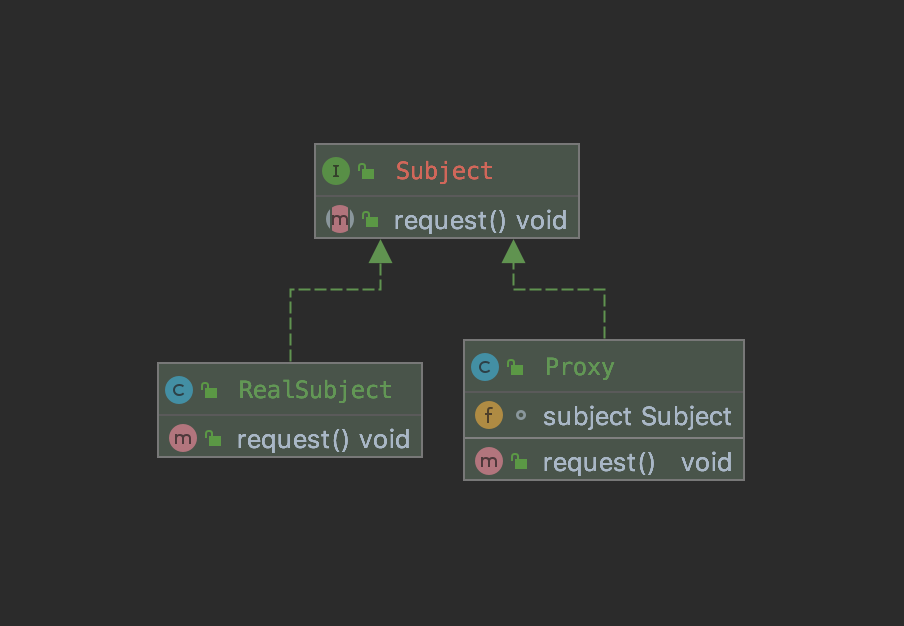 I Subject
m request() void
C RealSubject
m request() void
C Proxy
f subject Subject
m request() void